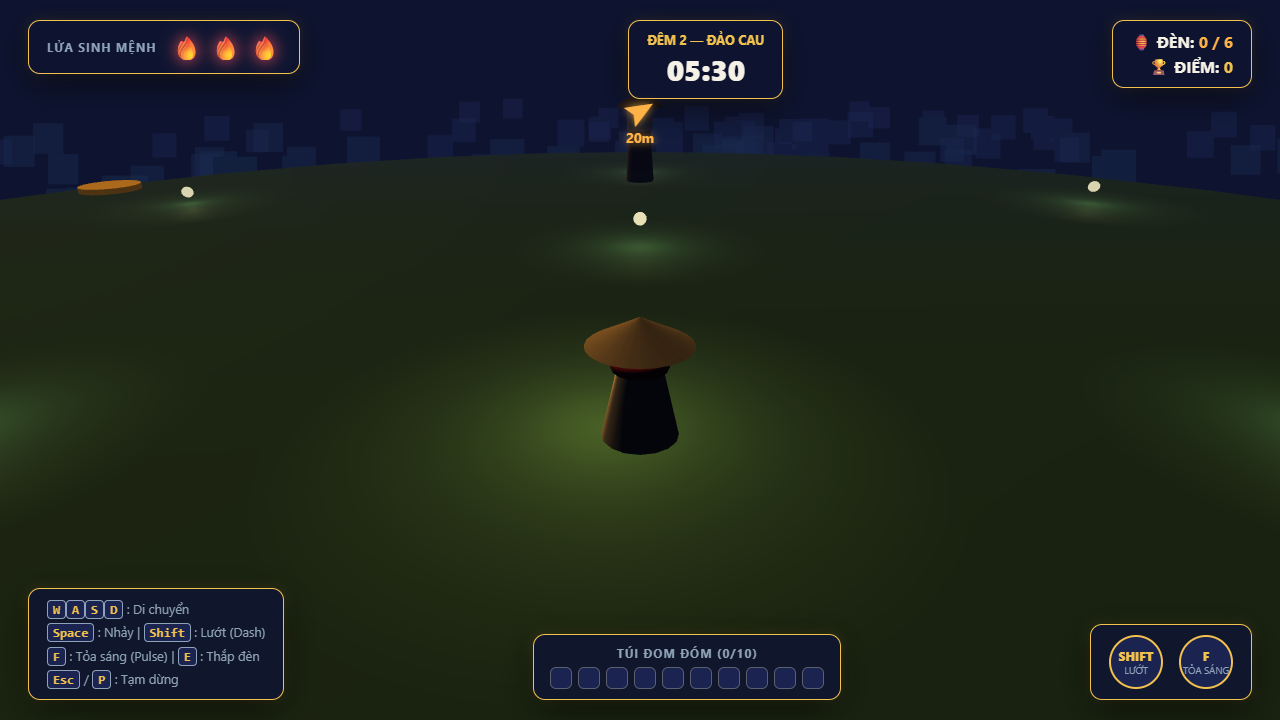 LỬA SINH MỆNH
ĐÊM 2 — ĐẢO CAU
05:30
ĐÈN: 0 / 6
ĐIỂM: 0
20m
W A S D : Di chuyển
Space : Nhảy | Shift : Lướt (Dash)
F : Tỏa sáng (Pulse) | E : Thắp đèn
Esc / P : Tạm dừng
TÚI ĐOM ĐÓM (0/10)
SHIFT
LƯỚT
F
TỎA SÁNG